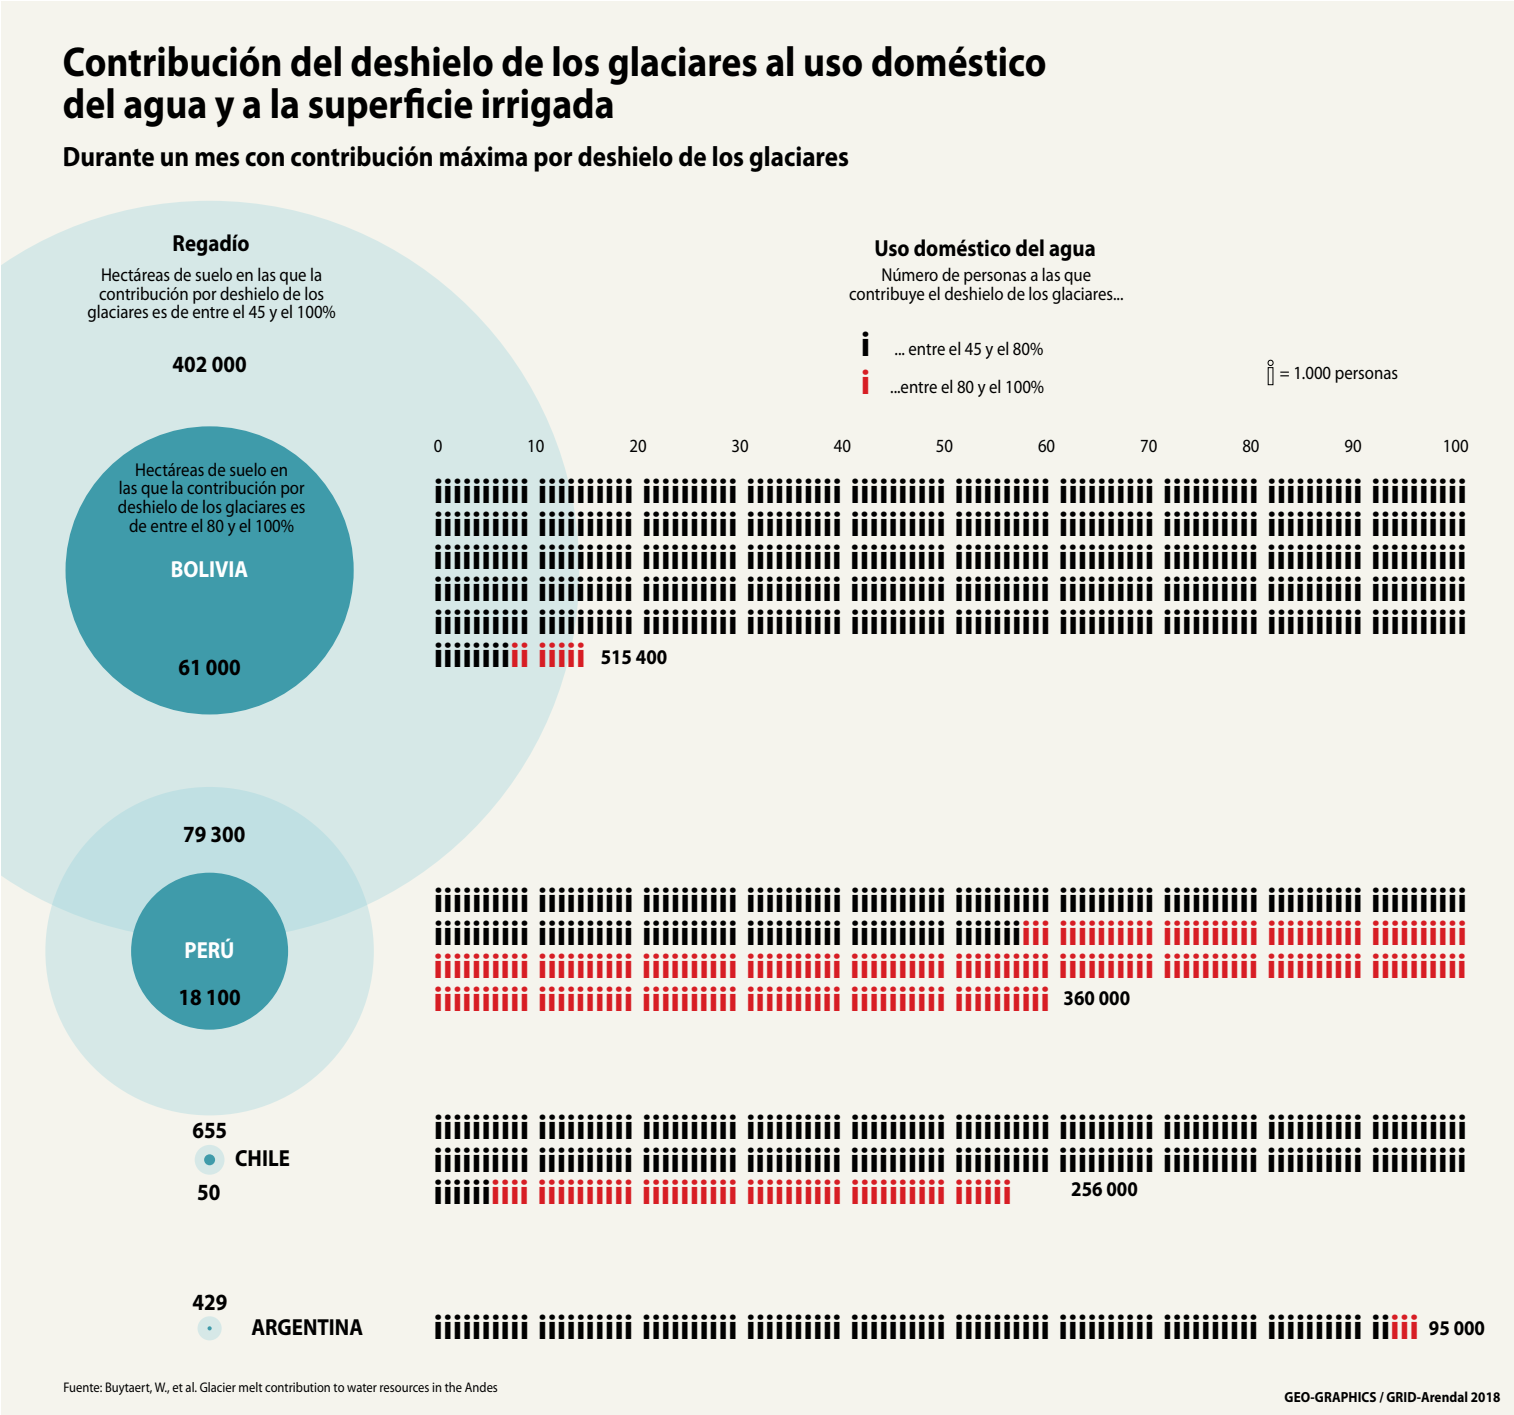 Contribución del deshielo de los glaciares al uso doméstico
del agua y a la superficie irrigada
Durante un mes con contribución máxima por deshielo de los glaciares
Regadío
Hectáreas de suelo en las que la
contribución por deshielo de los
glaciares es de entre el 45 y el 100%
402 000
Uso doméstico del agua
Número de personas a las que
contribuye el deshielo de los glaciares...
... entre el 45 y el 80%
...entre el 80 y el 100%
= 1.000 personas
0 10 20 30 40 50 60 70 80 90 100
Hectáreas de suelo en
las que la contribución por
deshielo de los glaciares es
de entre el 80 y el 100%
BOLIVIA
61 000
515 400
79 300
PERÚ
18 100
360 000
655
CHILE
50
256 000
429
ARGENTINA
95 000
Fuente: Buytaert, W., et al. Glacier melt contribution to water resources in the Andes
GEO-GRAPHICS / GRID-Arendal 2018